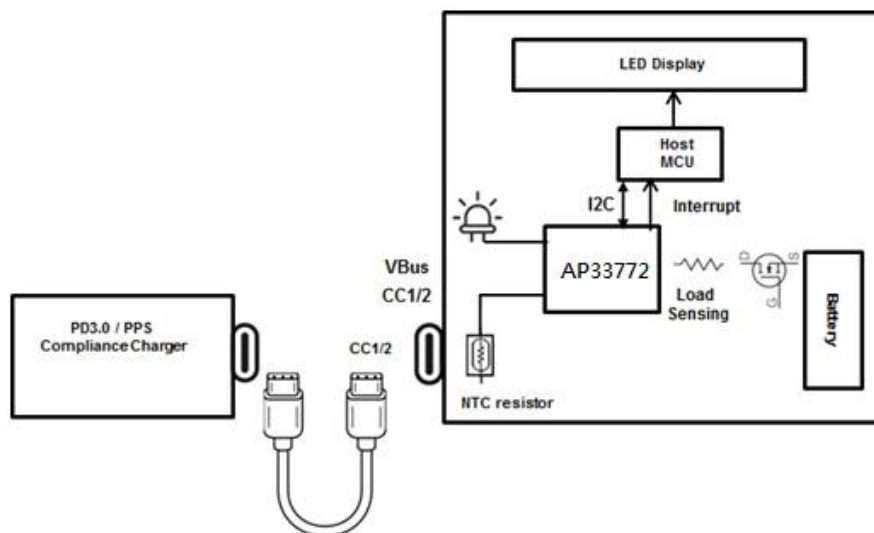 LED Display
Host
MCU
I2C
Interrupt
VBus
CC1/2
AP33772
D
S
G
Load
Sensing
Battery
PD3.0 / PPS
Compliance Charger
CC1/2
NTC resistor